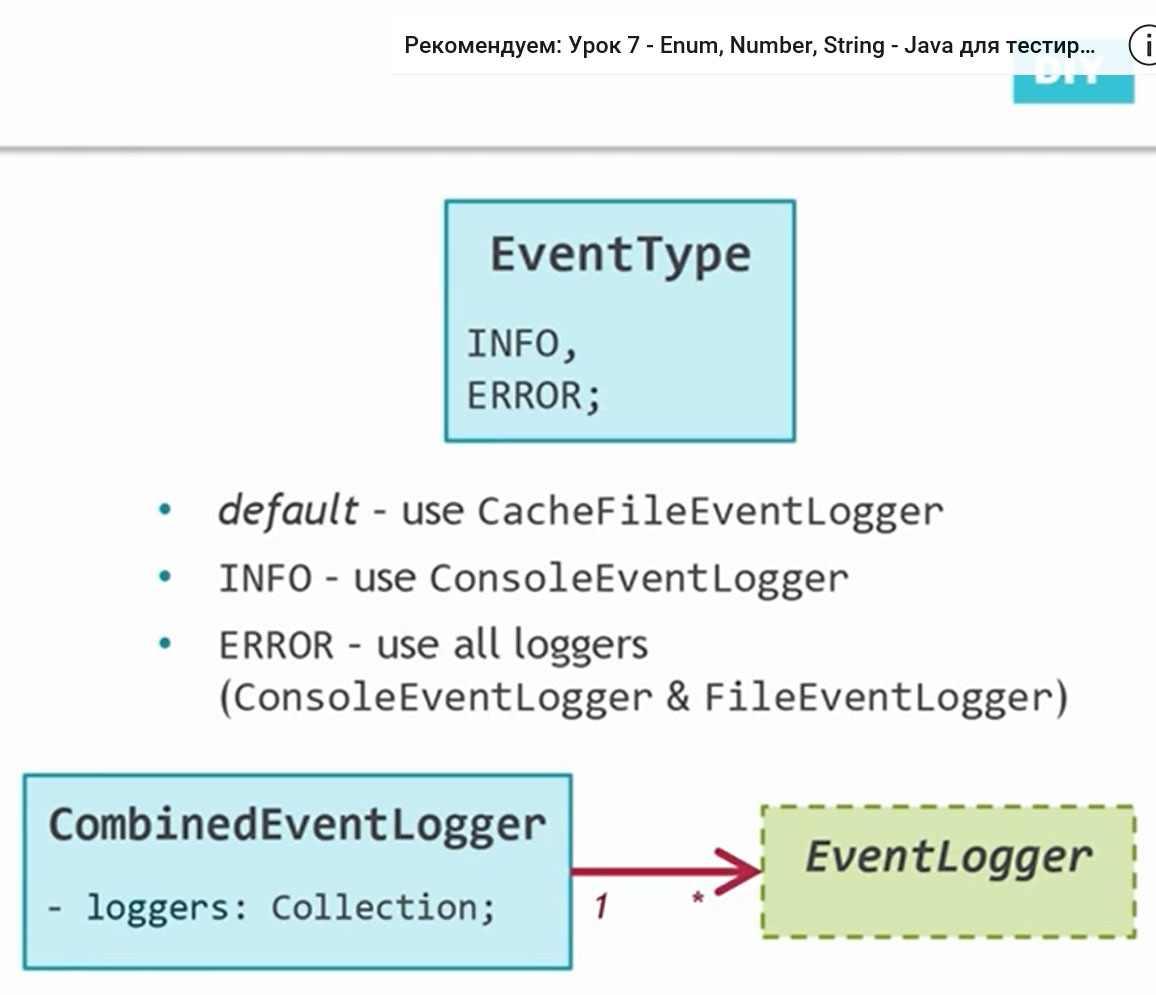 Рекомендуем: Урок 7 - Enum, Number, String - Java для тестир...
DIY
EventType
INFO,
ERROR;
• default - use CacheFileEventLogger
• INFO - use ConsoleEventLogger
• ERROR - use all loggers
(ConsoleEventLogger & FileEventLogger)
CombinedEventLogger
- loggers: Collection;
1 *
EventLogger